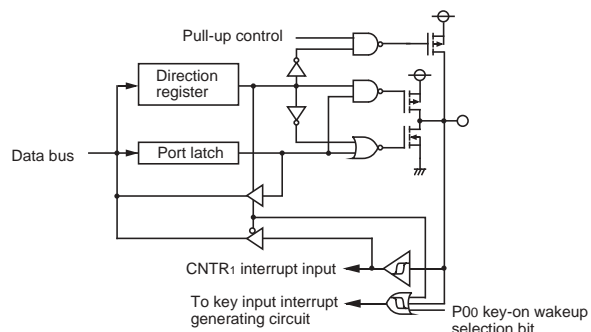 Pull-up control
Direction
register
Data bus
Port latch
CNTR1 interrupt input
To key input interrupt
generating circuit
P00 key-on wakeup
selection bit